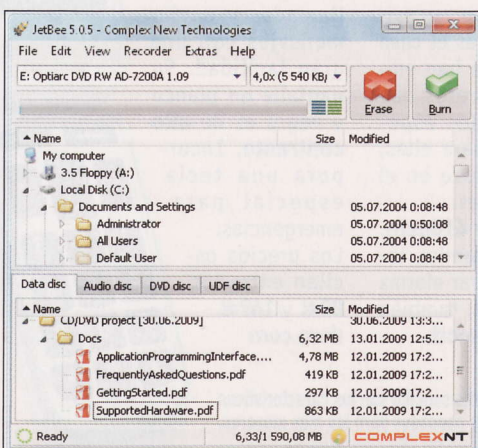 JetBee 5.0.5 - Complex New Technologies
File Edit View Recorder Extras Help
E: Optiarc DVD RW AD-7200A 1.09 4,0x (5 540 KB/
Erase Burn
Name Size Modified
My computer
3.5 Floppy (A:)
Local Disk (C:)
Documents and Settings 05.07.2004 0:08:48
Administrator 05.07.2004 0:50:08
All Users 05.07.2004 0:08:48
Default User 05.07.2004 0:08:48
Data disc Audio disc DVD disc UDF disc
Name Size Modified
CD/DVD project [30.06.2009] 30.06.2009 13:3...
Docs 6,32 MB 13.01.2009 12:5...
ApplicationProgrammingInterface.... 4,78 MB 12.01.2009 17:2...
FrequentlyAskedQuestions.pdf 419 KB 12.01.2009 17:2...
GettingStarted.pdf 297 KB 12.01.2009 17:2...
SupportedHardware.pdf 863 KB 12.01.2009 17:2...
Ready 6,33/1 590,08 MB COMPLEXNT